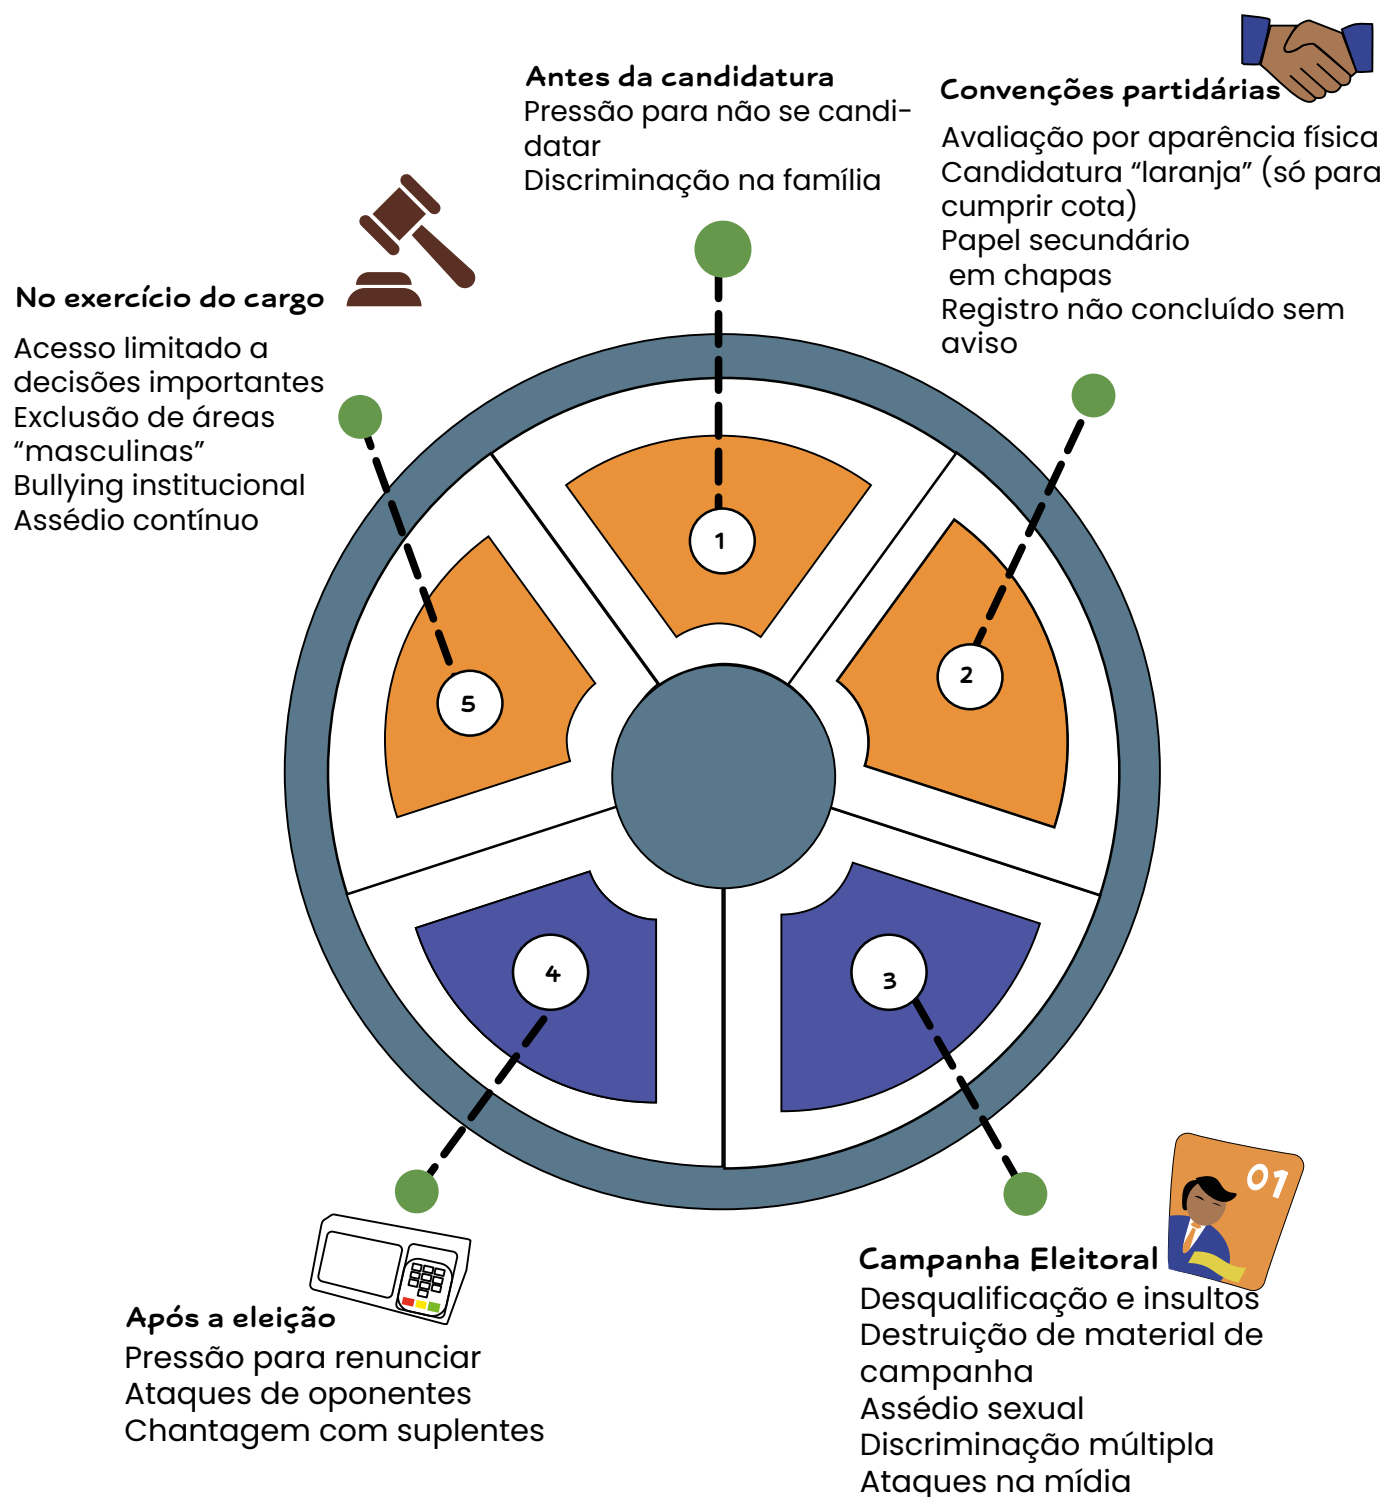 Antes da candidatura
Pressão para não se candi-
datar
Discriminação na família
Convenções partidárias
Avaliação por aparência física
Candidatura “laranja” (só para
cumprir cota)
Papel secundário
em chapas
Registro não concluído sem
aviso
No exercício do cargo
Acesso limitado a
decisões importantes
Exclusão de áreas
“masculinas”
Bullying institucional
Assédio contínuo
1
2
5
4
3
01
Campanha Eleitoral
Desqualificação e insultos
Destruição de material de
campanha
Assédio sexual
Discriminação múltipla
Ataques na mídia
Após a eleição
Pressão para renunciar
Ataques de oponentes
Chantagem com suplentes